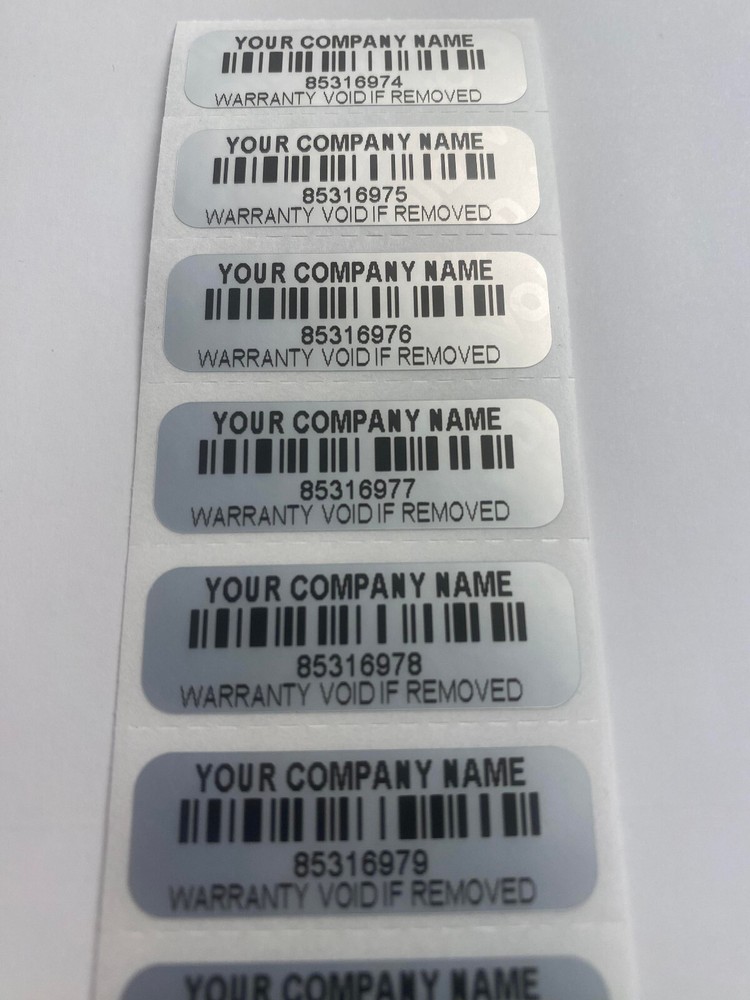 YOUR COMPANY NAME
85316974
WARRANTY VOID IF REMOVED
YOUR COMPANY NAME
85316975
WARRANTY VOID IF REMOVED
YOUR COMPANY NAME
85316976
WARRANTY VOID IF REMOVED
YOUR COMPANY NAME
85316977
WARRANTY VOID IF REMOVED
YOUR COMPANY NAME
85316978
WARRANTY VOID IF REMOVED
YOUR COMPANY NAME
85316979
WARRANTY VOID IF REMOVED
YOUR COMPANY NAME